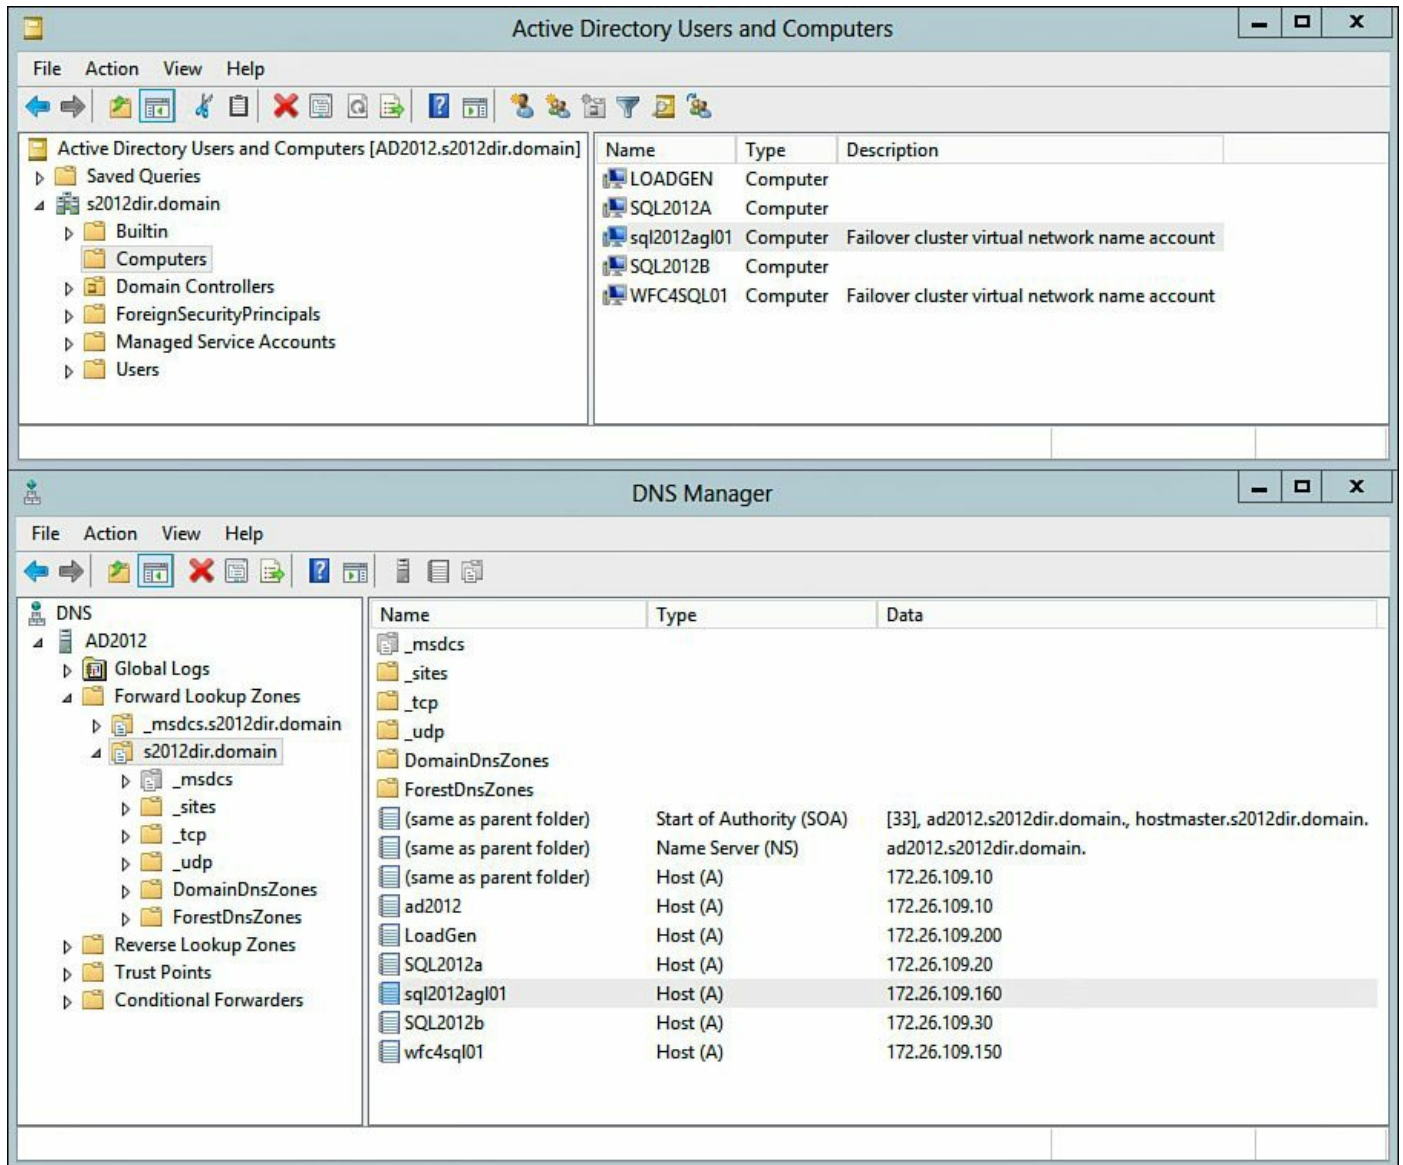 Active Directory Users and Computers
File Action View Help
Active Directory Users and Computers [AD2012.s2012dir.domain]
Saved Queries
s2012dir.domain
Builtin
Computers
Domain Controllers
ForeignSecurityPrincipals
Managed Service Accounts
Users
Name Type Description
LOADGEN Computer
SQL2012A Computer
sql2012agl01 Computer Failover cluster virtual network name account
SQL2012B Computer
WFC4SQL01 Computer Failover cluster virtual network name account
DNS Manager
File Action View Help
DNS
AD2012
Global Logs
Forward Lookup Zones
_msdcs.s2012dir.domain
s2012dir.domain
_msdcs
_sites
_tcp
_udp
DomainDnsZones
ForestDnsZones
Reverse Lookup Zones
Trust Points
Conditional Forwarders
Name Type Data
_msdcs
_sites
_tcp
_udp
DomainDnsZones
ForestDnsZones
(same as parent folder) Start of Authority (SOA) [33], ad2012.s2012dir.domain., hostmaster.s2012dir.domain.
(same as parent folder) Name Server (NS) ad2012.s2012dir.domain.
(same as parent folder) Host (A) 172.26.109.10
ad2012 Host (A) 172.26.109.10
LoadGen Host (A) 172.26.109.200
SQL2012a Host (A) 172.26.109.20
sql2012agl01 Host (A) 172.26.109.160
SQL2012b Host (A) 172.26.109.30
wfc4sql01 Host (A) 172.26.109.150